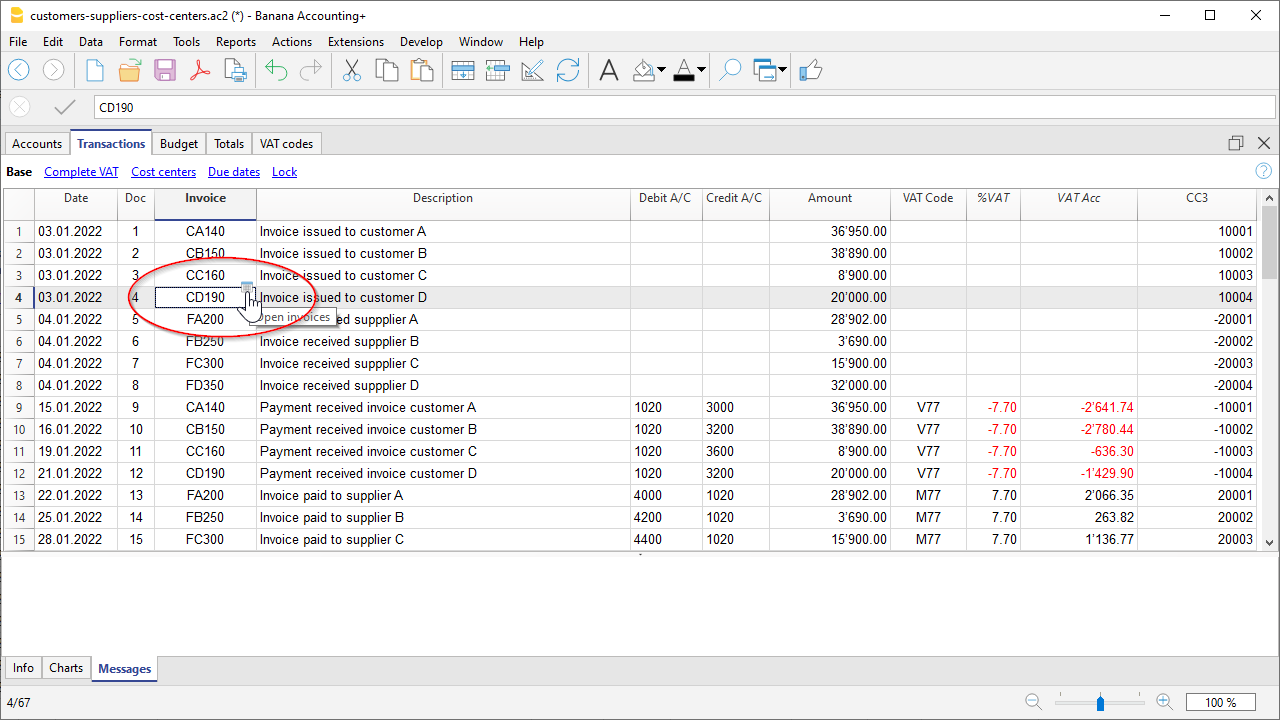 customers-suppliers-cost-centers.ac2 (*) - Banana Accounting+
File Edit Data Format Tools Reports Actions Extensions Develop Window Help
CD190
Accounts Transactions Budget Totals VAT codes
Base Complete VAT Cost centers Due dates Lock
Date Doc Invoice Description Debit A/C Credit A/C Amount VAT Code %VAT VAT Acc CC3
1 03.01.2022 1 CA140 Invoice issued to customer A 36'950.00 10001
2 03.01.2022 2 CB150 Invoice issued to customer B 38'890.00 10002
3 03.01.2022 3 CC160 Invoice issued to customer C 8'900.00 10003
4 03.01.2022 4 CD190 Invoice issued to customer D 20'000.00 10004
Open invoices
5 04.01.2022 5 FA200 suppplier A 28'902.00 -20001
6 04.01.2022 6 FB250 Invoice received suppplier B 3'690.00 -20002
7 04.01.2022 7 FC300 Invoice received suppplier C 15'900.00 -20003
8 04.01.2022 8 FD350 Invoice received suppplier D 32'000.00 -20004
9 15.01.2022 9 CA140 Payment received invoice customer A 1020 3000 36'950.00 V77 -7.70 -2'641.74 -10001
10 16.01.2022 10 CB150 Payment received invoice customer B 1020 3200 38'890.00 V77 -7.70 -2'780.44 -10002
11 19.01.2022 11 CC160 Payment received invoice customer C 1020 3600 8'900.00 V77 -7.70 -636.30 -10003
12 21.01.2022 12 CD190 Payment received invoice customer D 1020 3200 20'000.00 V77 -7.70 -1'429.90 -10004
13 22.01.2022 13 FA200 Invoice paid to supplier A 4000 1020 28'902.00 M77 7.70 2'066.35 20001
14 25.01.2022 14 FB250 Invoice paid to supplier B 4200 1020 3'690.00 M77 7.70 263.82 20002
15 28.01.2022 15 FC300 Invoice paid to supplier C 4400 1020 15'900.00 M77 7.70 1'136.77 20003
Info Charts Messages
4/67 100 %